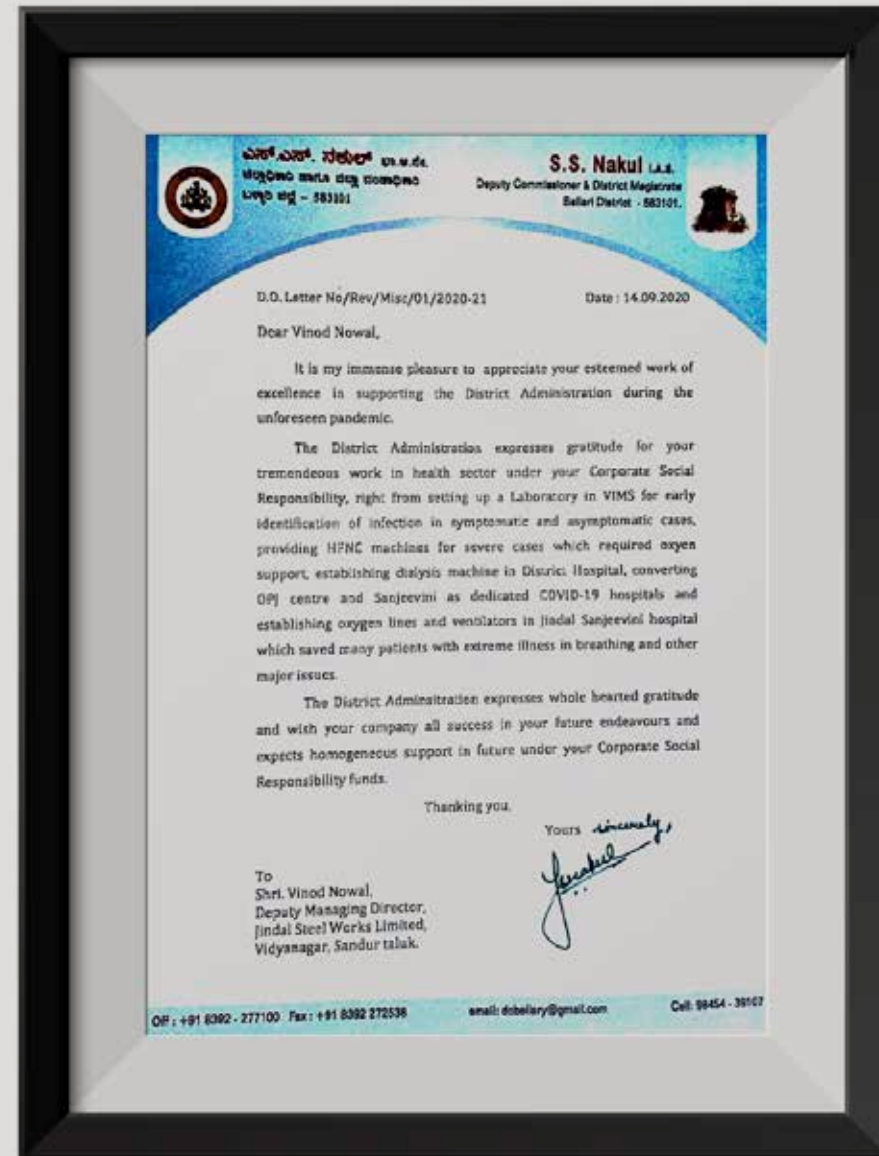 ಎಸ್.ಎಸ್. ನಕುಲ್ ಭಾ.ಆ.ಸೇ.
ಜಿಲ್ಲಾಧಿಕಾರಿ ಹಾಗೂ ಜಿಲ್ಲಾ ದಂಡಾಧಿಕಾರಿ
ಬಳ್ಳಾರಿ ಜಿಲ್ಲೆ - 583101
S.S. Nakul I.A.S.
Deputy Commissioner & District Magistrate
Ballari District - 583101.
D.O. Letter No/Rev/Misc/01/2020-21 Date : 14.09.2020
Dear Vinod Nowal,
It is my immense pleasure to appreciate your esteemed work of
excellence in supporting the District Administration during the
unforeseen pandemic.
The District Administration expresses gratitude for your
tremendeous work in health sector under your Corporate Social
Responsibility, right from setting up a Laboratory in VIMS for early
identification of infection in symptomatic and asymptomatic cases,
providing HFNC machines for severe cases which required oxyen
support, establishing dialysis machine in District Hospital, converting
OPJ centre and Sanjeevini as dedicated COVID-19 hospitals and
establishing oxygen lines and ventilators in Jindal Sanjeevini hospital
which saved many patients with extreme illness in breathing and other
major issues.
The District Adminsitration expresses whole hearted gratitude
and wish your company all success in your future endeavours and
expects homogeneous support in future under your Corporate Social
Responsibility funds.
Thanking you.
Yours sincerely,
To
Shri. Vinod Nowal,
Deputy Managing Director,
Jindal Steel Works Limited,
Vidyanagar, Sandur taluk.
Off : +91 8392 - 277100 Fax : +91 8392 272536 email: dcbellary@gmail.com Cell: 98454 - 39107